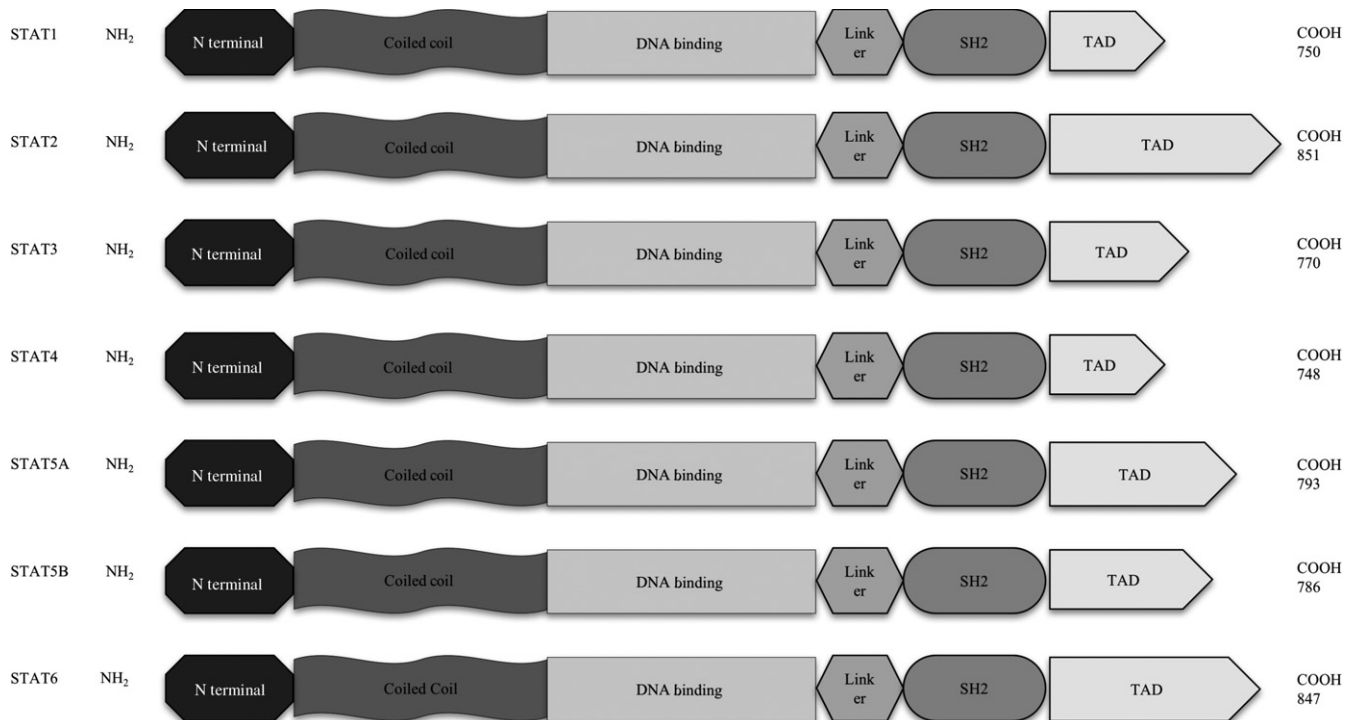 STAT1 NH₂ N terminal Coiled coil DNA binding Link er SH2 TAD COOH 750
STAT2 NH₂ N terminal Coiled coil DNA binding Link er SH2 TAD COOH 851
STAT3 NH₂ N terminal Coiled coil DNA binding Link er SH2 TAD COOH 770
STAT4 NH₂ N terminal Coiled coil DNA binding Link er SH2 TAD COOH 748
STAT5A NH₂ N terminal Coiled coil DNA binding Link er SH2 TAD COOH 793
STAT5B NH₂ N terminal Coiled coil DNA binding Link er SH2 TAD COOH 786
STAT6 NH₂ N terminal Coiled Coil DNA binding Link er SH2 TAD COOH 847